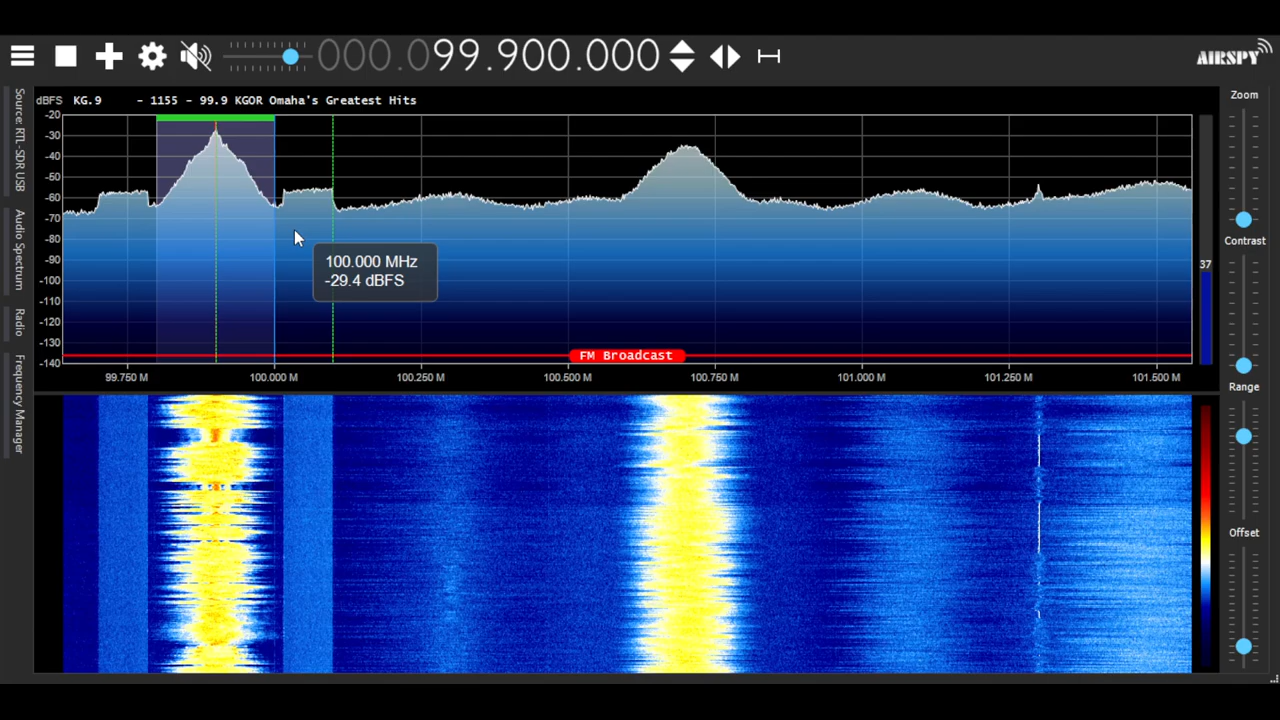 000.099.900.000
AIRSPY
dBFS KG.9 - 1155 - 99.9 KGOR Omaha's Greatest Hits
Zoom
-20
-30
-40
-50
-60
-70
-80
-90
-100
-110
-120
-130
-140
100.000 MHz
-29.4 dBFS
FM Broadcast
99.750 M 100.000 M 100.250 M 100.500 M 100.750 M 101.000 M 101.250 M 101.500 M
37
Contrast
Range
Offset
Source: RTL-SDR USB
Audio Spectrum
Radio
Frequency Manager